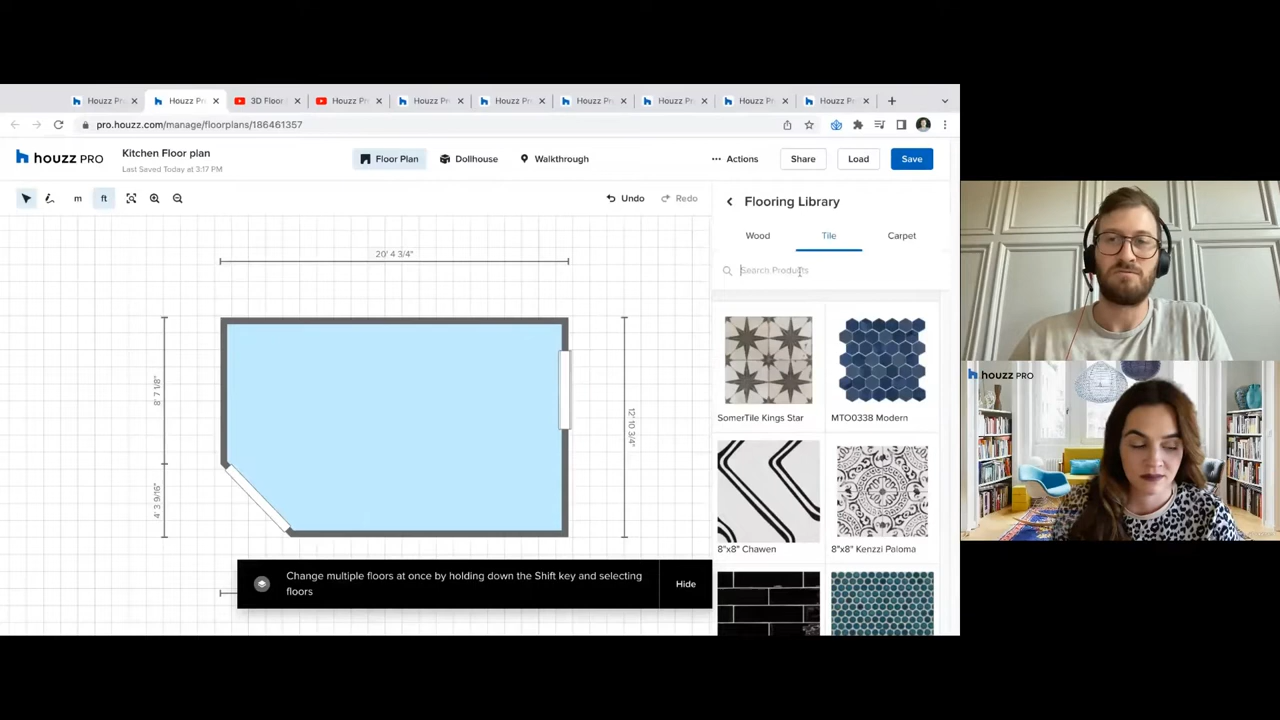 Houzz Pr
Houzz Pr
3D Floor
Houzz Pr
Houzz Pr
Houzz Pr
Houzz Pr
Houzz Pr
Houzz Pr
Houzz Pr
pro.houzz.com/manage/floorplans/186461357
houzz PRO
Kitchen Floor plan
Last Saved Today at 3:17 PM
Floor Plan
Dollhouse
Walkthrough
Actions
Share
Load
Save
m
ft
Undo
Redo
Flooring Library
Wood
Tile
Carpet
Search Products
20' 4 3/4"
8' 7 1/8"
4' 3 9/16"
12' 10 3/4"
SomerTile Kings Star
MTO0338 Modern
8"x8" Chawen
8"x8" Kenzzi Paloma
Change multiple floors at once by holding down the Shift key and selecting
floors
Hide
houzz PRO